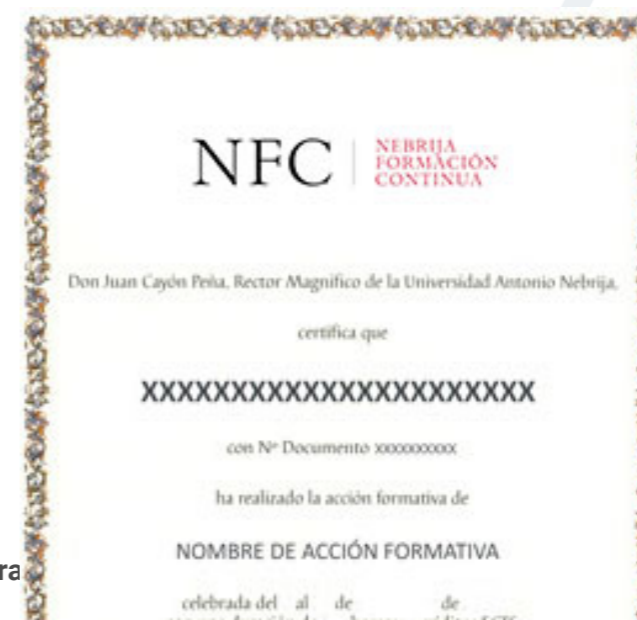 NFC
NEBRIJA
FORMACIÓN
CONTINUA
Don Juan Cayón Peña, Rector Magnífico de la Universidad Antonio Nebrija,
certifica que
XXXXXXXXXXXXXXXXXXXXXX
con Nº Documento xxxxxxxxxx
ha realizado la acción formativa de
NOMBRE DE ACCIÓN FORMATIVA
ra
celebrada del al de de